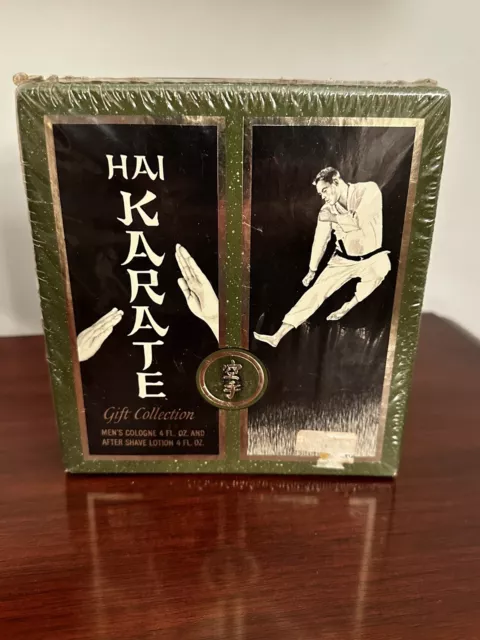 HAI
KARATE
空
手
Gift Collection
MEN'S COLOGNE 4 FL. OZ. AND
AFTER SHAVE LOTION 4 FL. OZ.